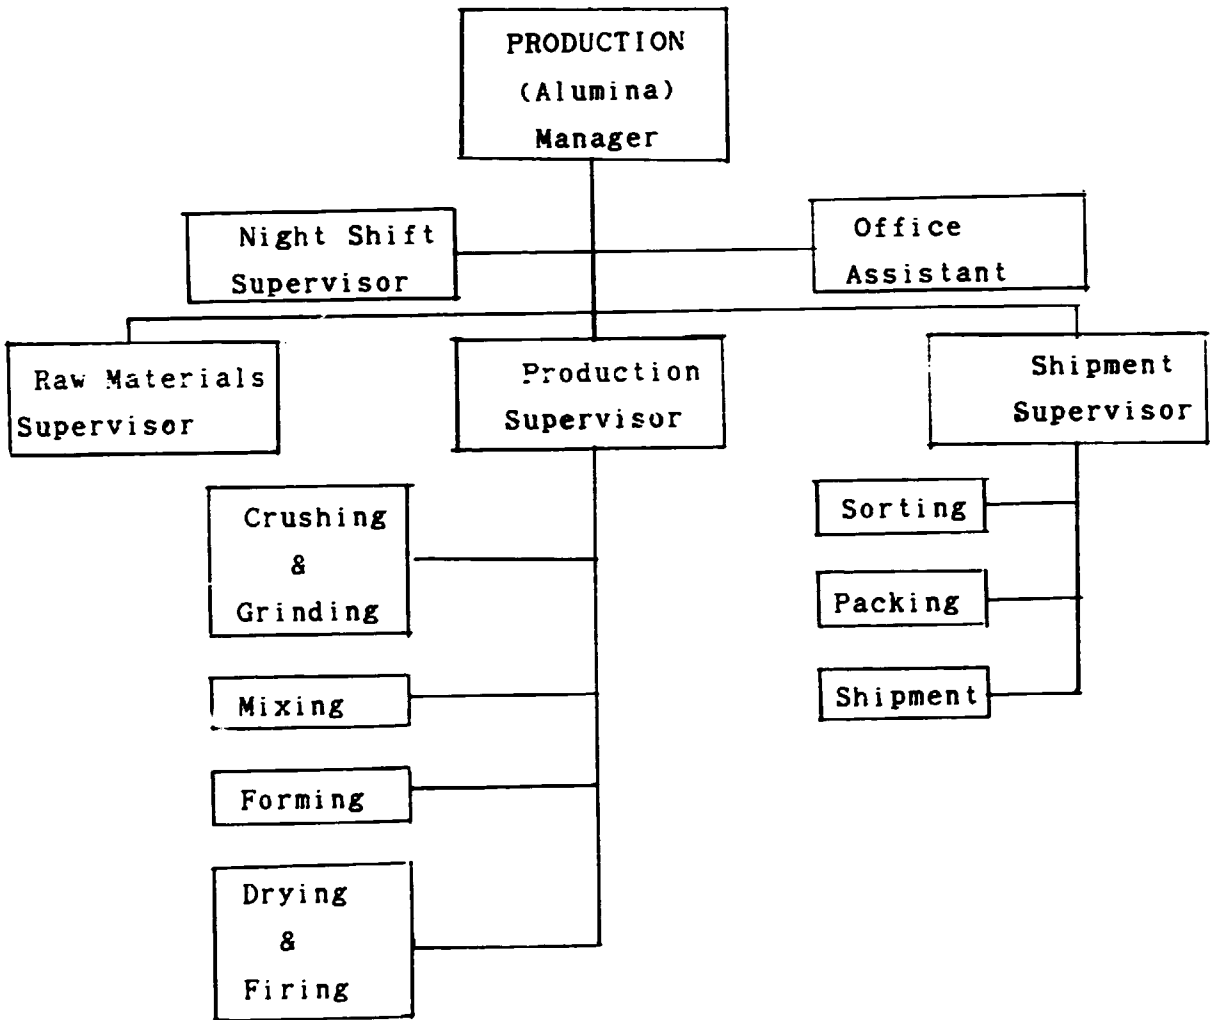 PRODUCTION
(Alumina)
Manager
Night Shift
Supervisor
Office
Assistant
Raw Materials
Supervisor
Production
Supervisor
Shipment
Supervisor
Crushing
&
Grinding
Mixing
Forming
Drying
&
Firing
Sorting
Packing
Shipment